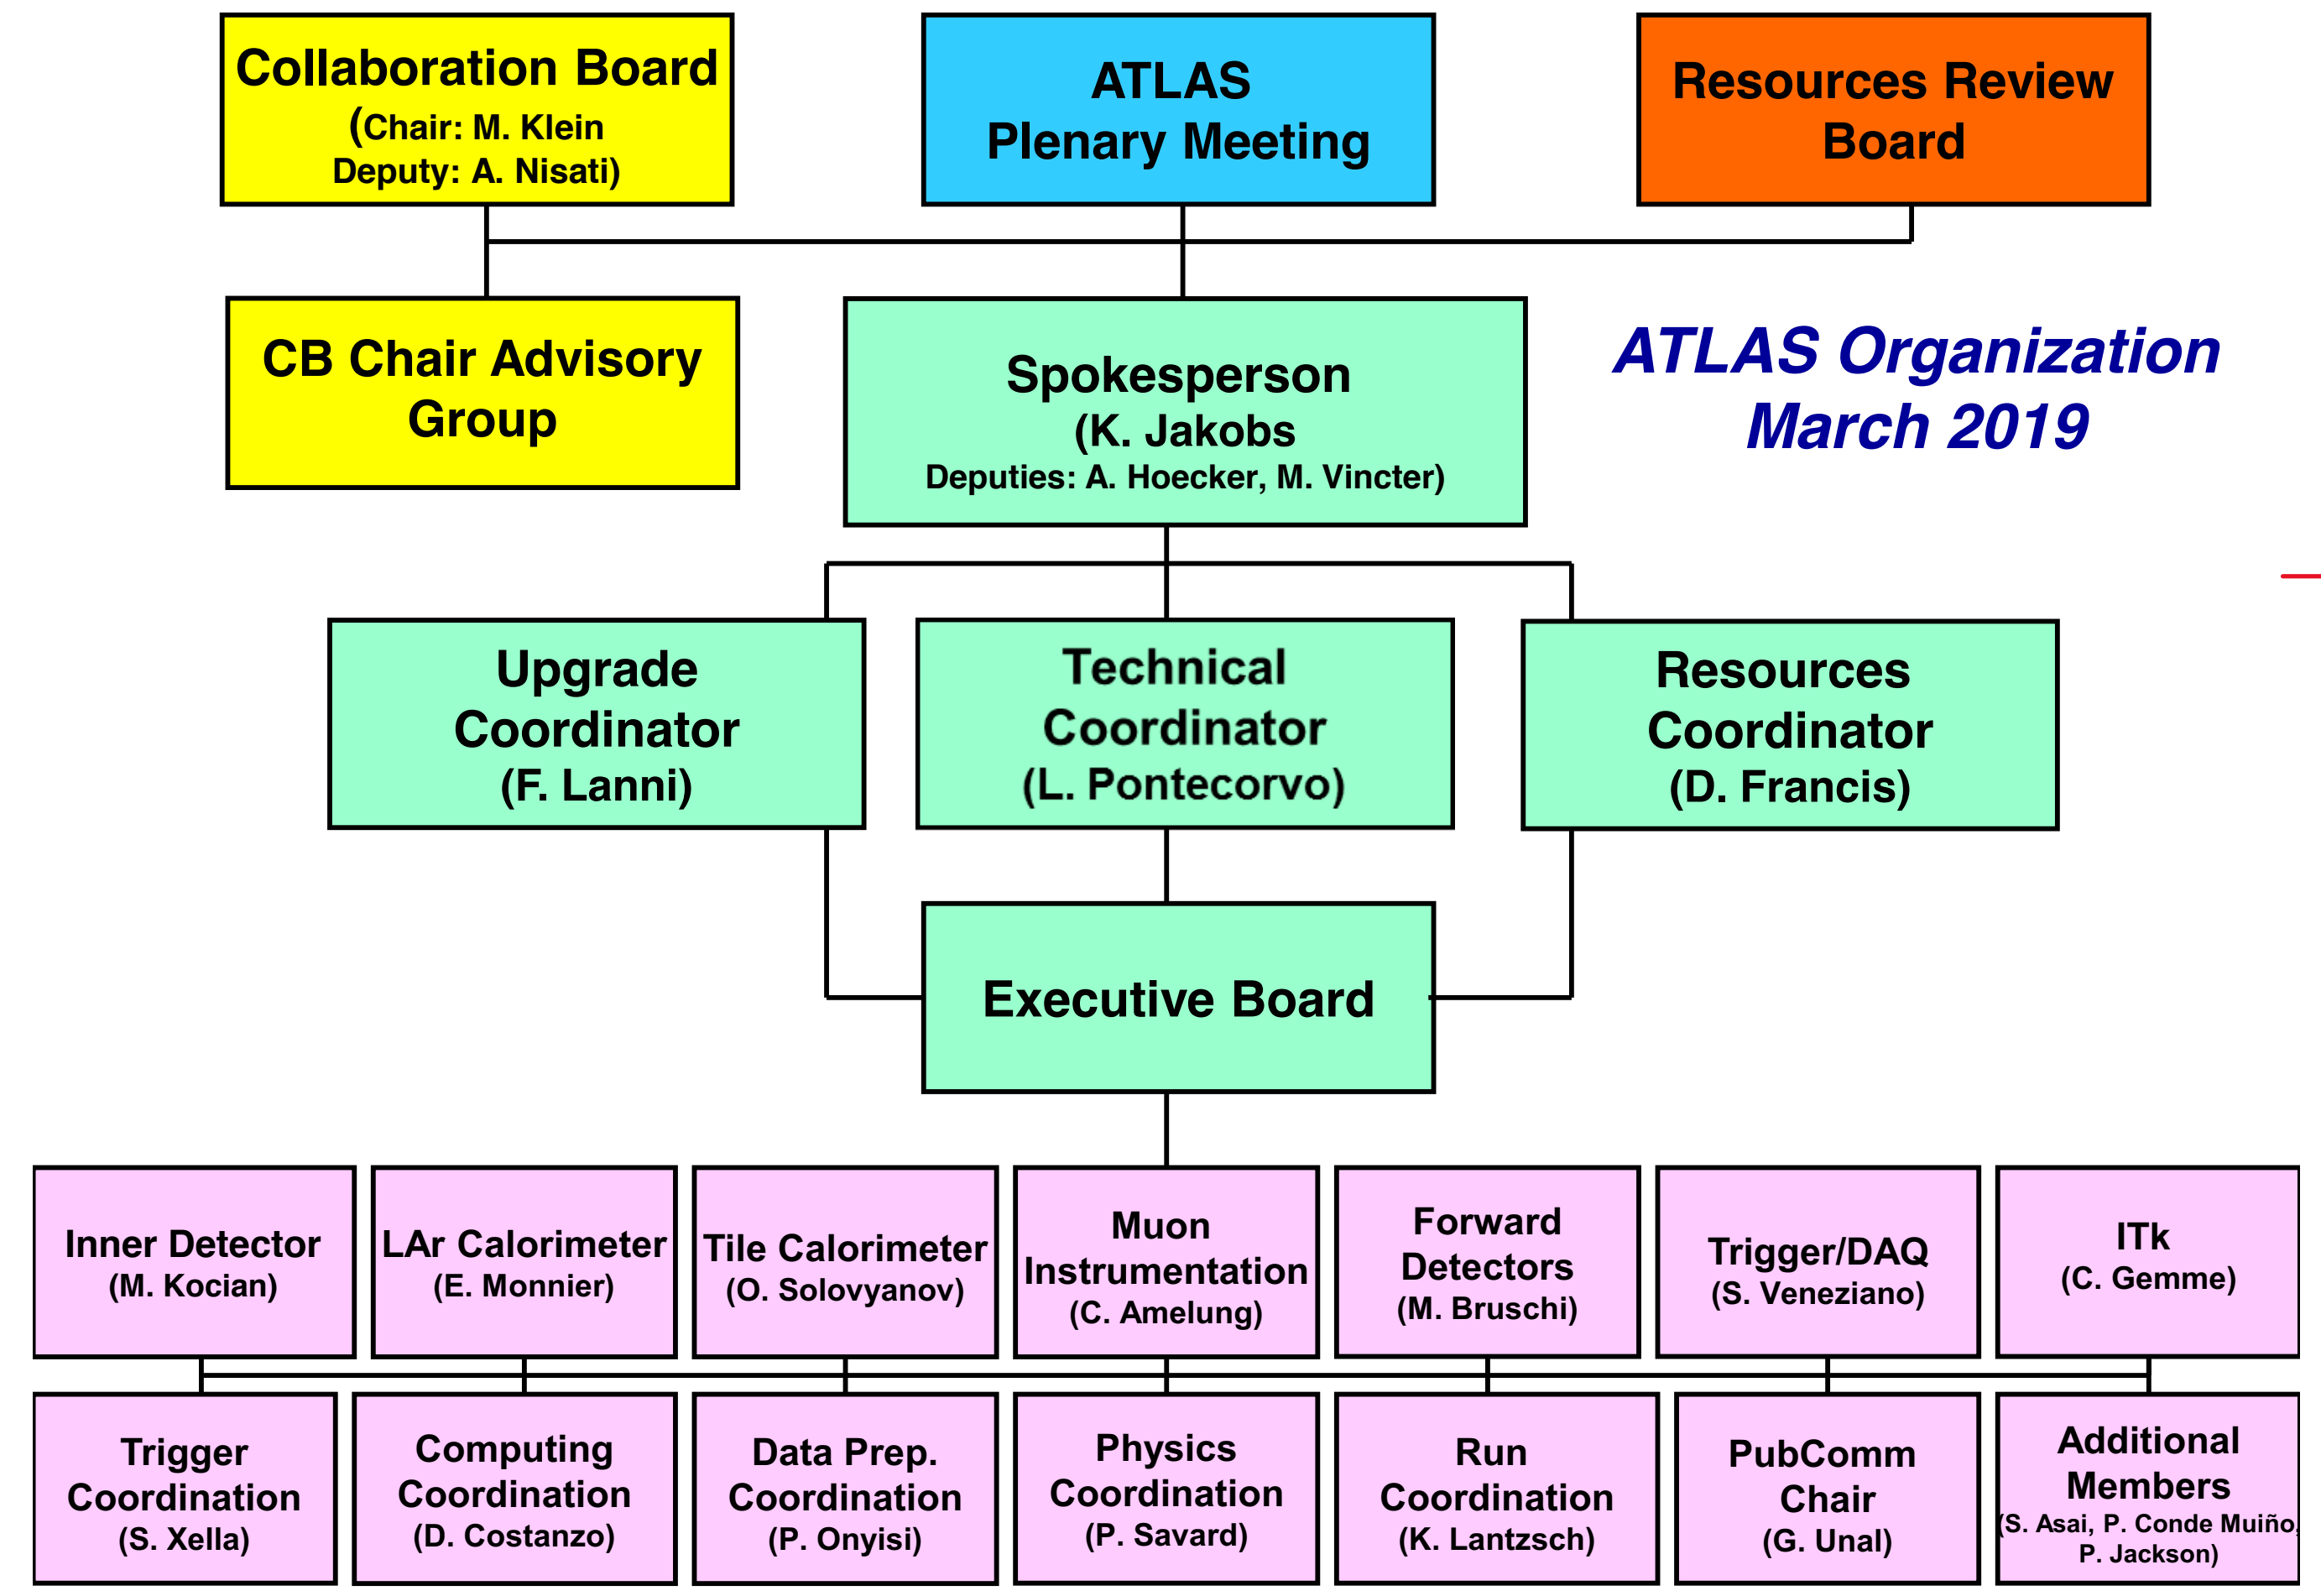 Collaboration Board
(Chair: M. Klein
Deputy: A. Nisati)
ATLAS
Plenary Meeting
Resources Review
Board
CB Chair Advisory
Group
Spokesperson
(K. Jakobs
Deputies: A. Hoecker, M. Vincter)
ATLAS Organization
March 2019
Upgrade
Coordinator
(F. Lanni)
Technical
Coordinator
(L. Pontecorvo)
Resources
Coordinator
(D. Francis)
Executive Board
Inner Detector
(M. Kocian)
LAr Calorimeter
(E. Monnier)
Tile Calorimeter
(O. Solovyanov)
Muon
Instrumentation
(C. Amelung)
Forward
Detectors
(M. Bruschi)
Trigger/DAQ
(S. Veneziano)
ITk
(C. Gemme)
Trigger
Coordination
(S. Xella)
Computing
Coordination
(D. Costanzo)
Data Prep.
Coordination
(P. Onyisi)
Physics
Coordination
(P. Savard)
Run
Coordination
(K. Lantzsch)
PubComm
Chair
(G. Unal)
Additional
Members
(S. Asai, P. Conde Muiño,
P. Jackson)